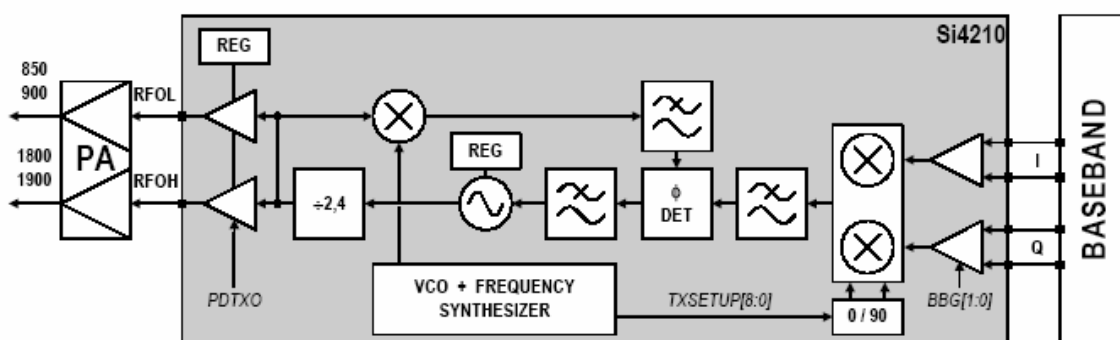 Si4210
REG
850
900
RFOL
PA
1800
1900
RFOH
REG
÷2,4
ϕ
DET
I
Q
BASEBAND
PDTXO
VCO + FREQUENCY
SYNTHESIZER
TXSETUP[8:0]
0 / 90
BBG[1:0]